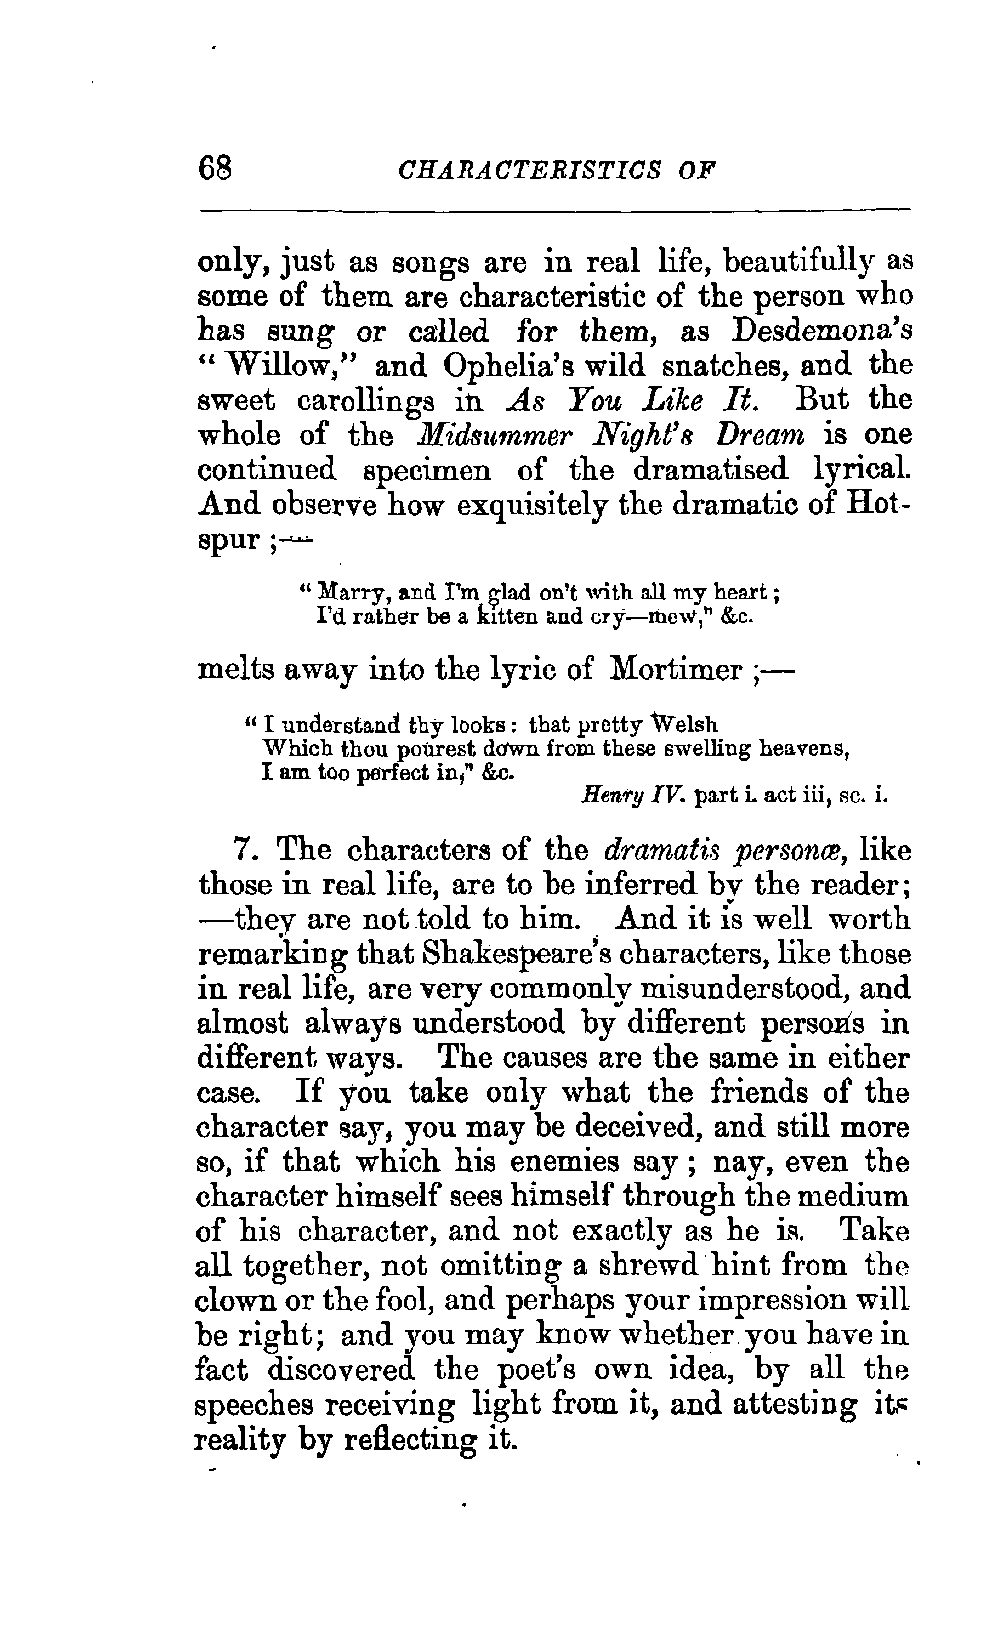 68 CHARACTERISTICS OF
only, just as songs are in real life, beautifully as
some of them are characteristic of the person who
has sung or called for them, as Desdemona's
“ Willow,” and Ophelia's wild snatches, and the
sweet carollings in As You Like It. But the
whole of the Midsummer Night's Dream is one
continued specimen of the dramatised lyrical.
And observe how exquisitely the dramatic of Hot-
spur ;—
“ Marry, and I'm glad on't with all my heart ;
I'd rather be a kitten and cry—mew,” &c.
melts away into the lyric of Mortimer ;—
“ I understand thy looks : that pretty Welsh
Which thou pourest down from these swelling heavens,
I am too perfect in,” &c.
Henry IV. part i. act iii, sc. i.
7. The characters of the dramatis personæ, like
those in real life, are to be inferred by the reader;
—they are not told to him. And it is well worth
remarking that Shakespeare's characters, like those
in real life, are very commonly misunderstood, and
almost always understood by different persons in
different ways. The causes are the same in either
case. If you take only what the friends of the
character say, you may be deceived, and still more
so, if that which his enemies say ; nay, even the
character himself sees himself through the medium
of his character, and not exactly as he is. Take
all together, not omitting a shrewd hint from the
clown or the fool, and perhaps your impression will
be right; and you may know whether you have in
fact discovered the poet's own idea, by all the
speeches receiving light from it, and attesting its
reality by reflecting it.